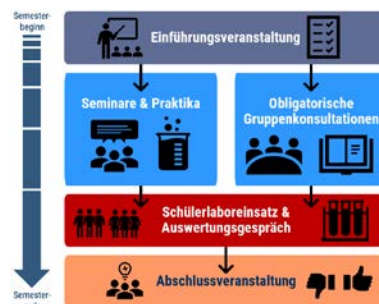 Semester-
beginn
Einführungsveranstaltung
Seminare & Praktika
Obligatorische
Gruppenkonsultationen
Schülerlaboreinsatz &
Auswertungsgespräch
Abschlussveranstaltung
Semester-